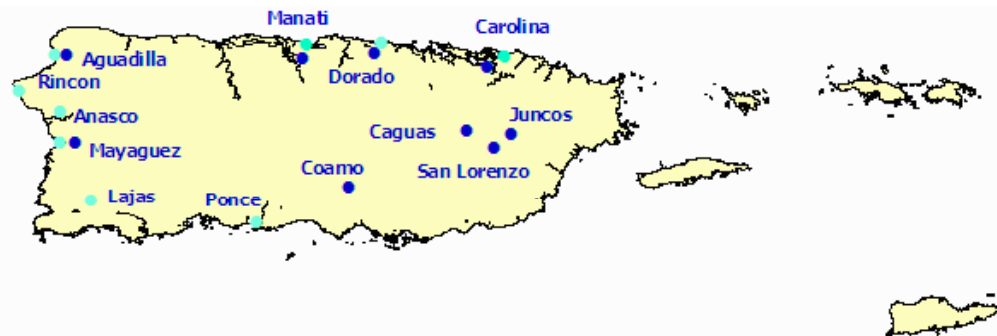 Manati
Carolina
Aguadilla
Dorado
Rincon
Anasco
Juncos
Caguas
Mayaguez
San Lorenzo
Coamo
Lajas
Ponce